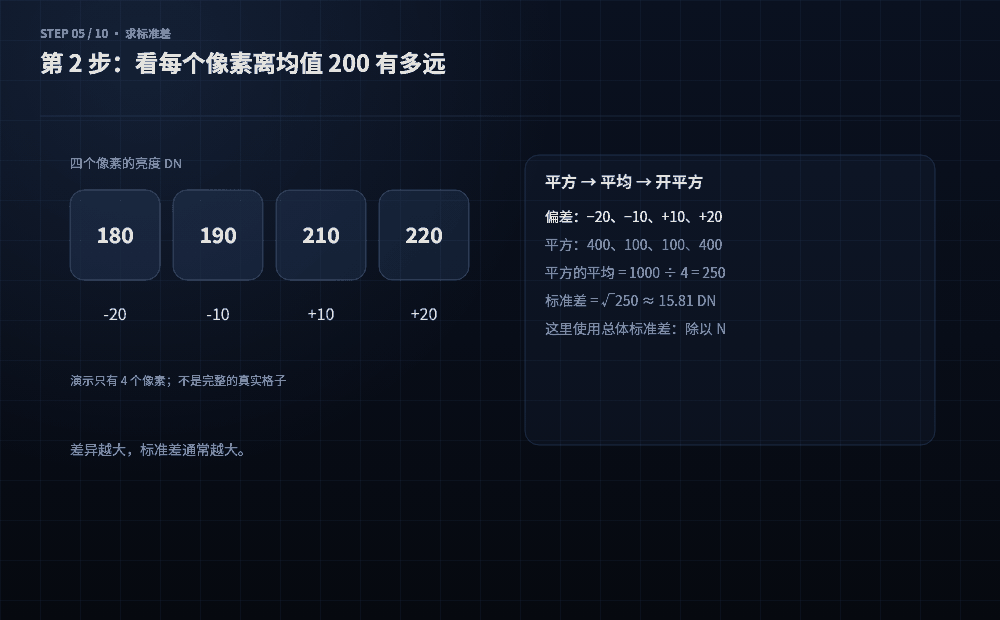 STEP 05 / 10 · 求标准差
第 2 步：看每个像素离均值 200 有多远
四个像素的亮度 DN
180 190 210 220
-20 -10 +10 +20
演示只有 4 个像素；不是完整的真实格子
差异越大，标准差通常越大。
平方 → 平均 → 开平方
偏差：−20、−10、+10、+20
平方：400、100、100、400
平方的平均 = 1000 ÷ 4 = 250
标准差 = √250 ≈ 15.81 DN
这里使用总体标准差：除以 N